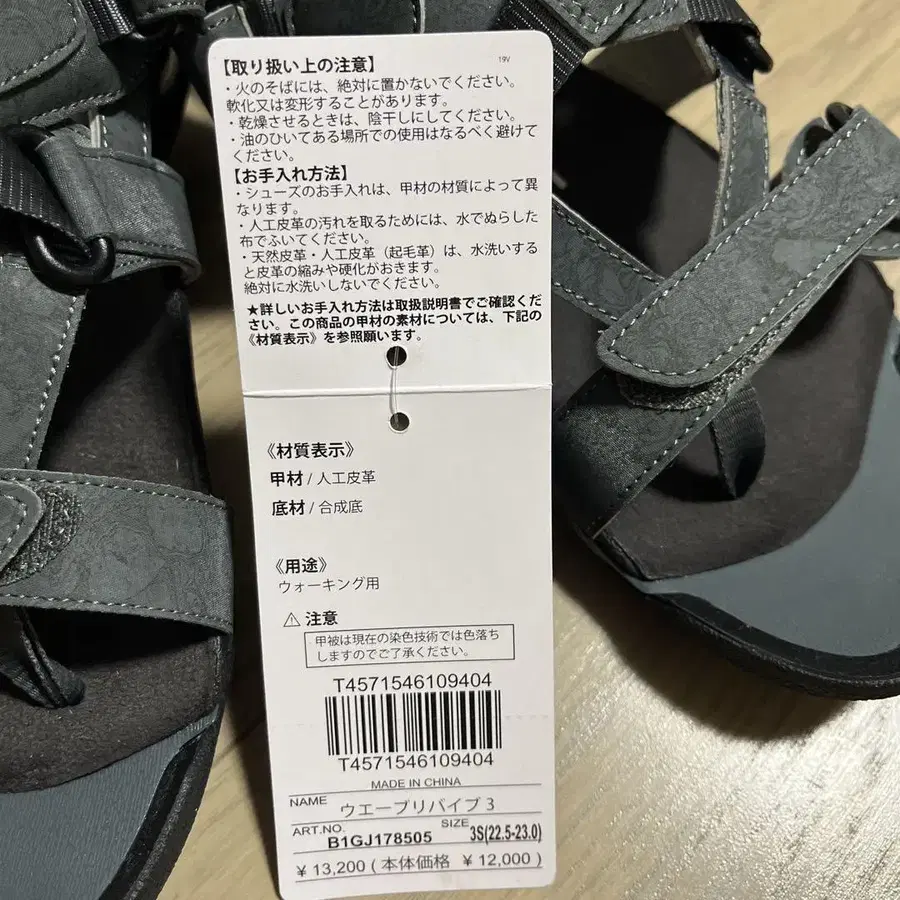 【取り扱い上の注意】
19V
・火のそばには、絶対に置かないでください。
軟化又は変形することがあります。
・乾燥させるときは、陰干しにしてください。
・油のひいてある場所での使用はなるべく避けて
ください。
【お手入れ方法】
・シューズのお手入れは、甲材の材質によって異
なります。
・人工皮革の汚れを取るためには、水でぬらした
布でふいてください。
・天然皮革・人工皮革（起毛革）は、水洗いする
と皮革の縮みや硬化がおきます。
絶対に水洗いしないでください。
★詳しいお手入れ方法は取扱説明書でご確認くだ
さい。この商品の甲材の素材については、下記の
《材質表示》を参照願います。
《材質表示》
甲材 / 人工皮革
底材 / 合成底
《用途》
ウォーキング用
⚠ 注意
甲被は現在の染色技術では色落ち
しますのでご了承ください。
T4571546109404
T4571546109404
MADE IN CHINA
NAME ウエーブリバイブ 3
ART.NO. B1GJ178505 SIZE 3S(22.5-23.0)
¥ 13,200 ( 本体価格 ¥ 12,000 )